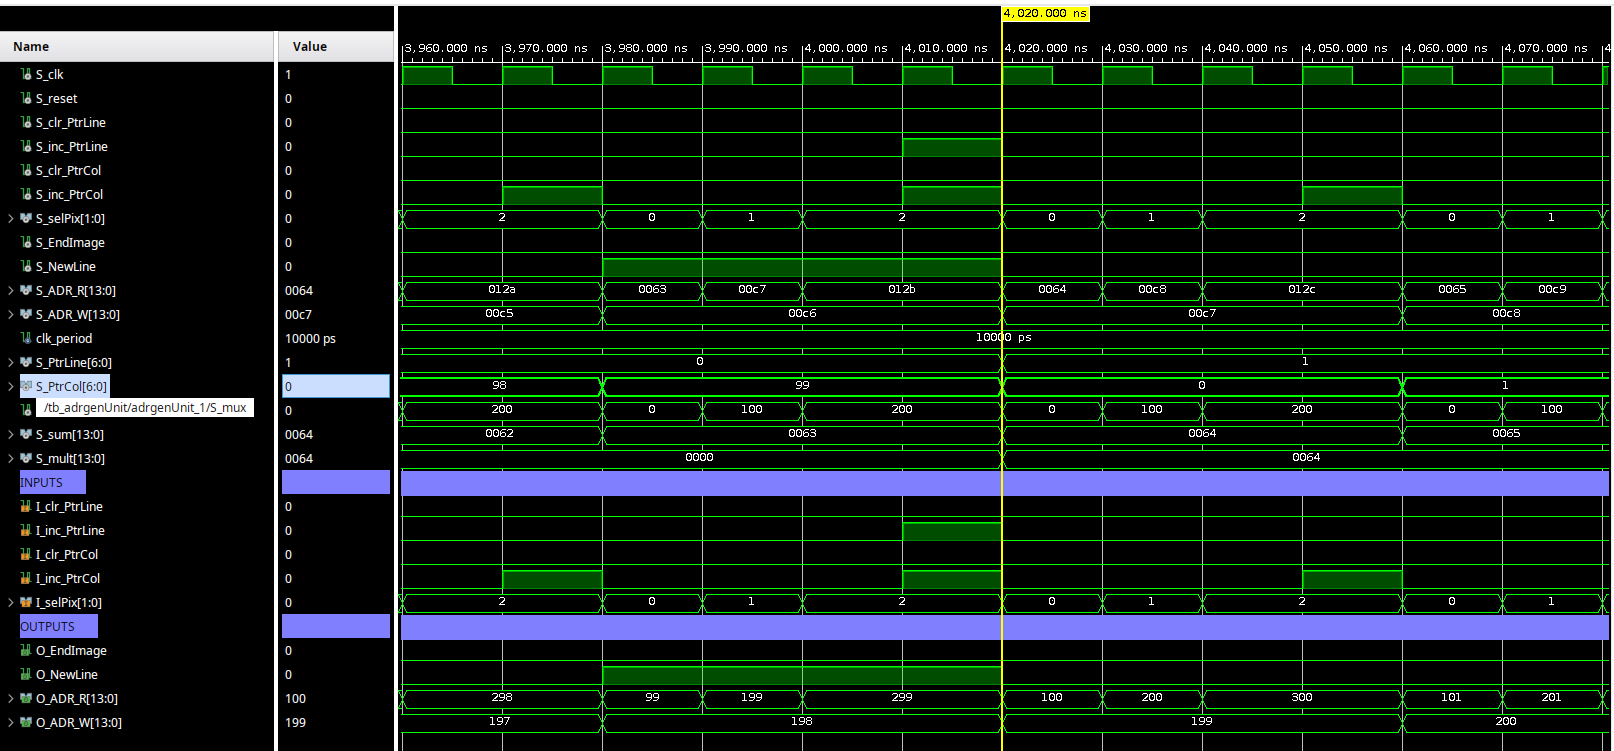 4,020.000 ns
Name Value 3,960.000 ns 3,970.000 ns 3,980.000 ns 3,990.000 ns 4,000.000 ns 4,010.000 ns 4,020.000 ns 4,030.000 ns 4,040.000 ns 4,050.000 ns 4,060.000 ns 4,070.000 ns 4
S_clk 1
S_reset 0
S_clr_PtrLine 0
S_inc_PtrLine 0
S_clr_PtrCol 0
S_inc_PtrCol 0
S_selPix[1:0] 0 2 0 1 2 0 1 2 0 1
S_EndImage 0
S_NewLine 0
S_ADR_R[13:0] 0064 012a 0063 00c7 012b 0064 00c8 012c 0065 00c9
S_ADR_W[13:0] 00c7 00c5 00c6 00c7 00c8
clk_period 10000 ps 10000 ps
S_PtrLine[6:0] 1 0 1
S_PtrCol[6:0] 0 98 99 0 1
/tb_adrgenUnit/adrgenUnit_1/S_mux 0 200 0 100 200 0 100 200 0 100
S_sum[13:0] 0064 0062 0063 0064 0065
S_mult[13:0] 0064 0000 0064
INPUTS
I_clr_PtrLine 0
I_inc_PtrLine 0
I_clr_PtrCol 0
I_inc_PtrCol 0
I_selPix[1:0] 0 2 0 1 2 0 1 2 0 1
OUTPUTS
O_EndImage 0
O_NewLine 0
O_ADR_R[13:0] 100 298 99 199 299 100 200 300 101 201
O_ADR_W[13:0] 199 197 198 199 200